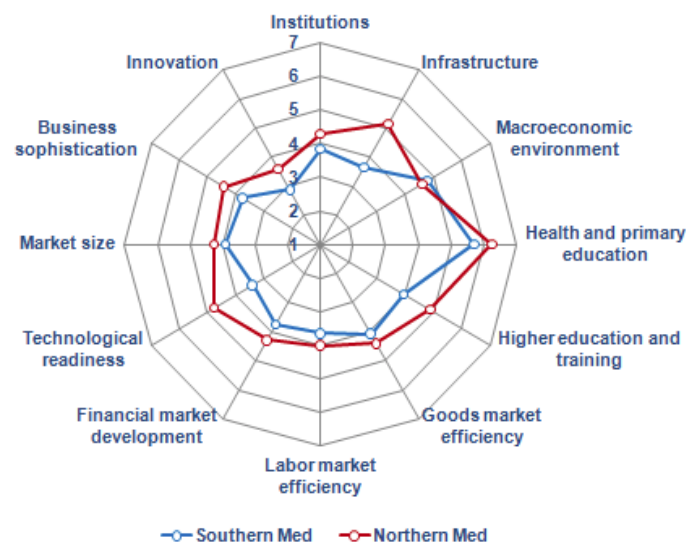 Institutions
7
6
5
4
3
2
1
Innovation
Infrastructure
Business
sophistication
Macroeconomic
environment
Market size
Health and primary
education
Technological
readiness
Higher education and
training
Financial market
development
Goods market
efficiency
Labor market
efficiency
Southern Med
Northern Med